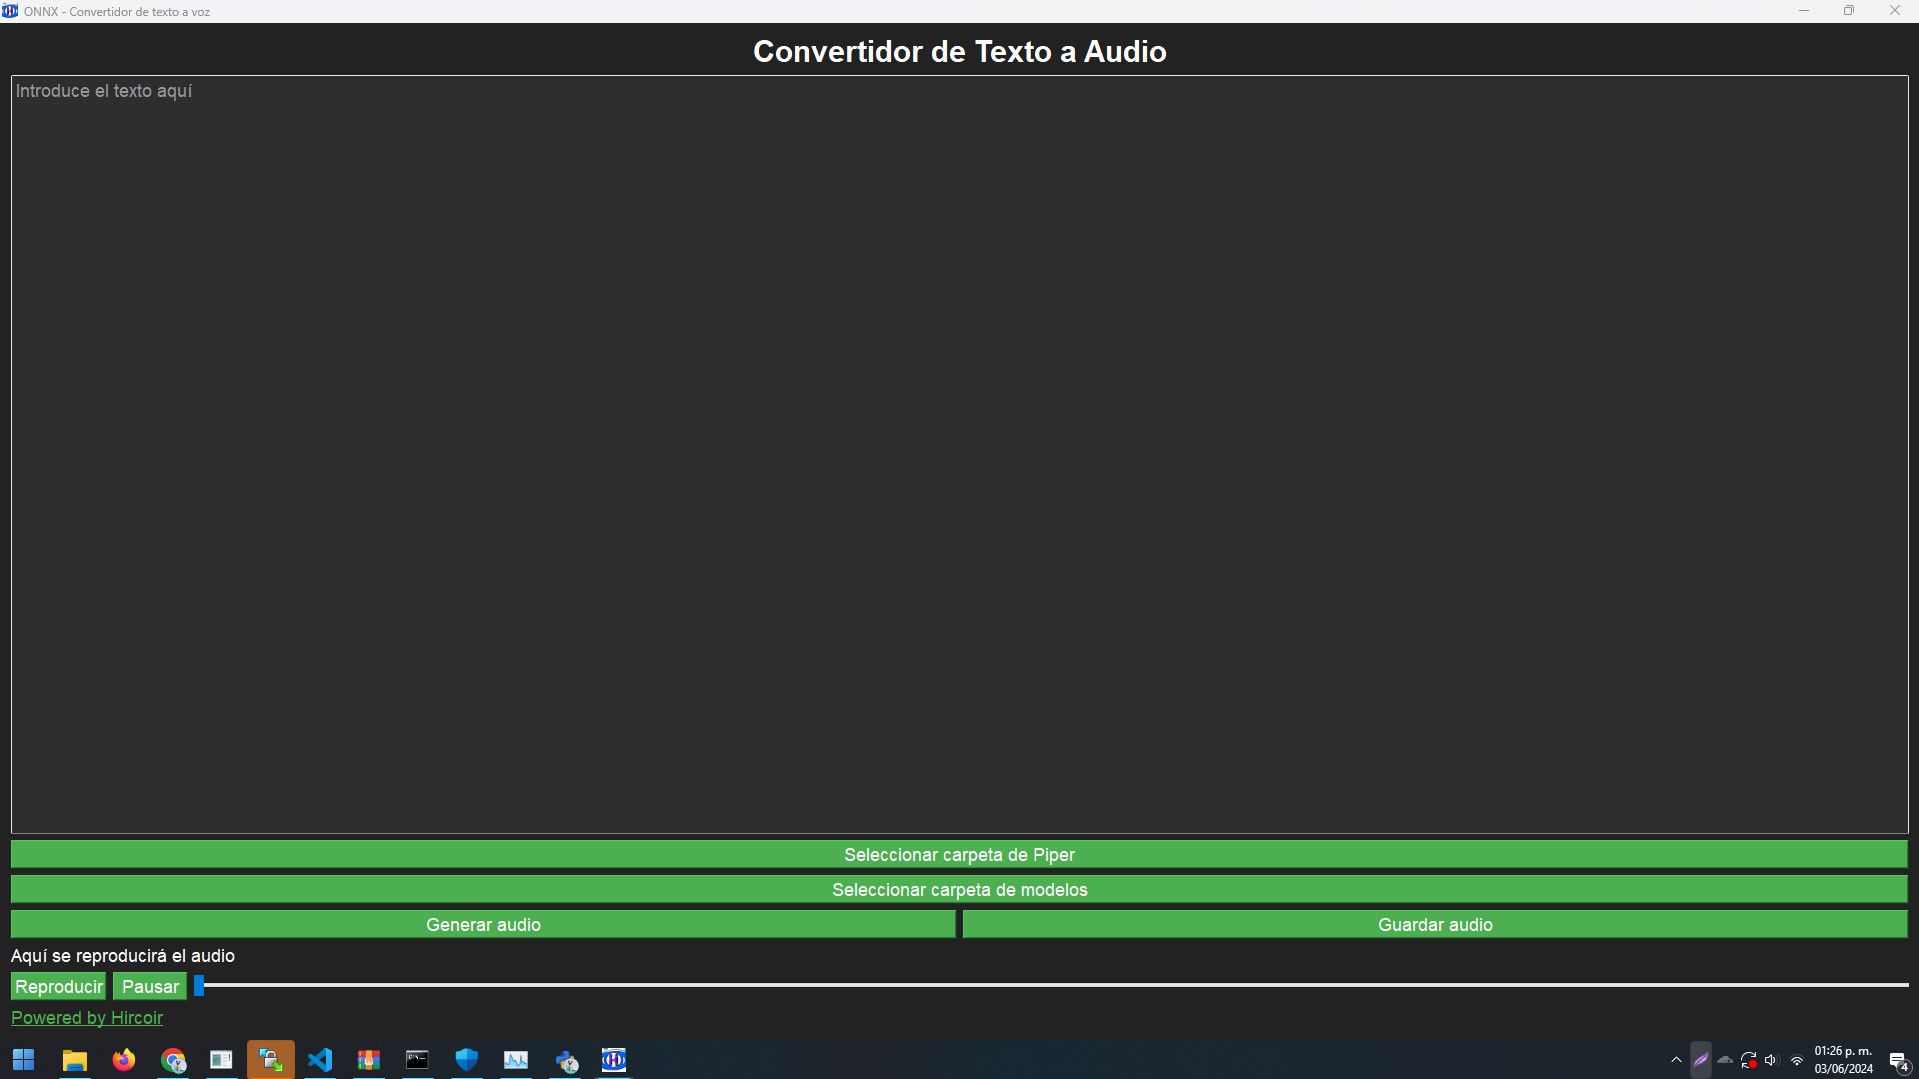 ONNX - Convertidor de texto a voz
Convertidor de Texto a Audio
Introduce el texto aquí
Seleccionar carpeta de Piper
Seleccionar carpeta de modelos
Generar audio
Guardar audio
Aquí se reproducirá el audio
Reproducir
Pausar
Powered by Hircoir
01:26 p. m.
03/06/2024
4